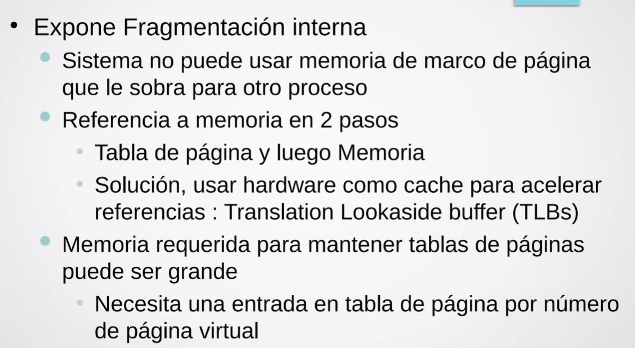 • Expone Fragmentación interna
• Sistema no puede usar memoria de marco de página
que le sobra para otro proceso
• Referencia a memoria en 2 pasos
• Tabla de página y luego Memoria
• Solución, usar hardware como cache para acelerar
referencias : Translation Lookaside buffer (TLBs)
• Memoria requerida para mantener tablas de páginas
puede ser grande
• Necesita una entrada en tabla de página por número
de página virtual